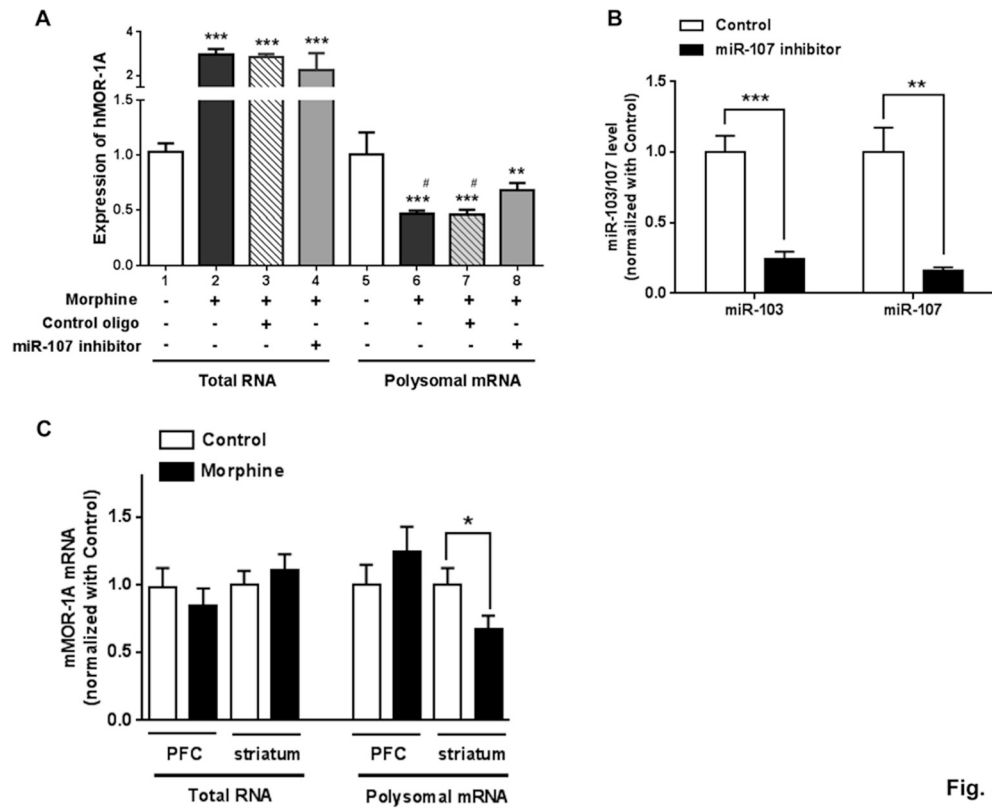 A
Expression of hMOR-1A
3
2
1.5
1.0
0.5
0.0
*** *** ***
# #
*** *** **
1 2 3 4 5 6 7 8
Morphine - + + + - + + +
Control oligo - - + - - - + -
miR-107 inhibitor - - - + - - - +
Total RNA Polysomal mRNA
B
Control
miR-107 inhibitor
miR-103/107 level
(normailzed with Control)
1.5
1.0
0.5
0.0
*** **
miR-103 miR-107
C
Control
Morphine
mMOR-1A mRNA
(normalized with Control)
1.5
1.0
0.5
0.0
*
PFC striatum PFC striatum
Total RNA Polysomal mRNA
Fig.